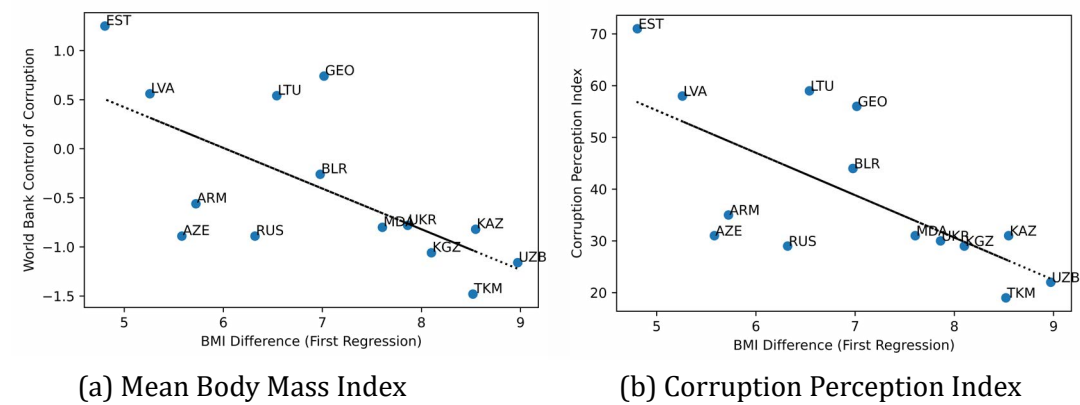 World Bank Control of Corruption
1.0
0.5
0.0
−0.5
−1.0
−1.5
EST
LVA
LTU
GEO
BLR
ARM
AZE
RUS
MDA
UKR
KAZ
KGZ
UZB
TKM
5 6 7 8 9
BMI Difference (First Regression)
(a) Mean Body Mass Index
Corruption Perception Index
70
60
50
40
30
20
EST
LVA
LTU
GEO
BLR
ARM
AZE
RUS
MDA
UKR
KGZ
KAZ
UZB
TKM
5 6 7 8 9
BMI Difference (First Regression)
(b) Corruption Perception Index